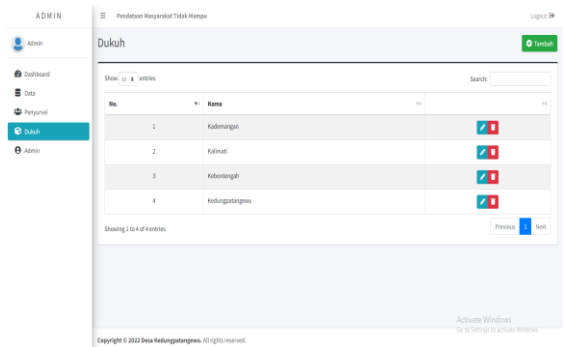 ADMIN
Pendataan Masyarakat Tidak Mampu
Logout
Admin
Dashboard
Data
Penyurvei
Dukuh
Admin
Dukuh
Tambah
Show 10 entries
Search:
No. Nama
1 Kademangan
2 Kalimati
3 Kebontengah
4 Kedungpatangewu
Showing 1 to 4 of 4 entries
Previous 1 Next
Activate Windows
Go to Settings to activate Windows.
Copyright © 2022 Desa Kedungpatangewu. All rights reserved.